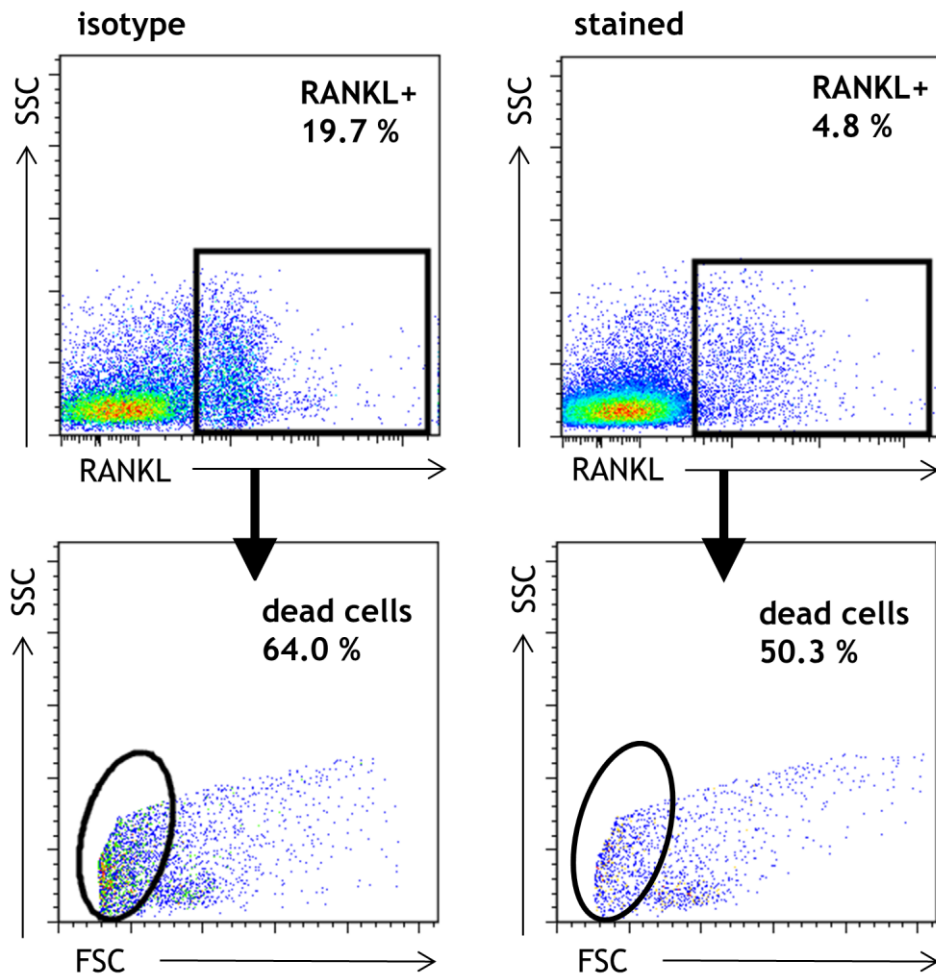 isotype
stained
SSC
RANKL+
19.7 %
RANKL
SSC
RANKL+
4.8 %
RANKL
SSC
dead cells
64.0 %
FSC
SSC
dead cells
50.3 %
FSC